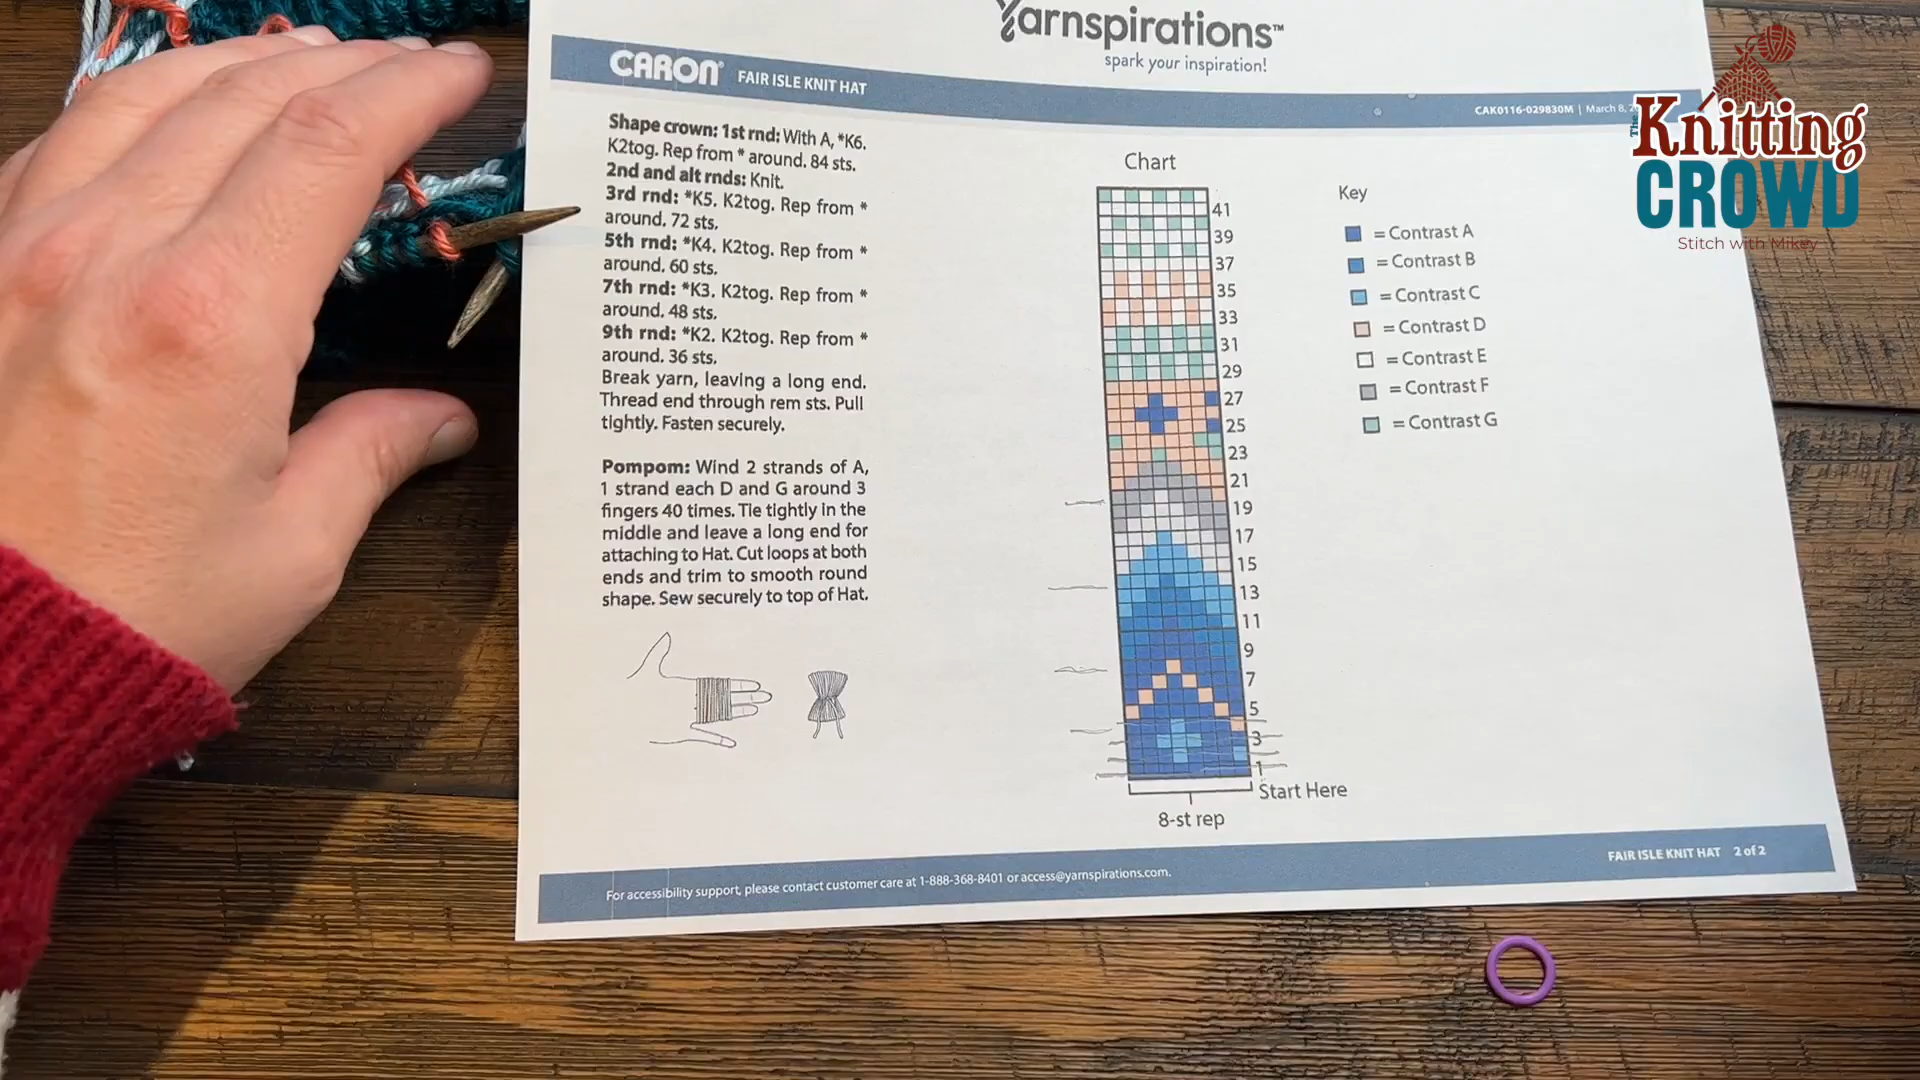 Yarnspirations™
spark your inspiration!
CARON® FAIR ISLE KNIT HAT
CAK0116-029830M | March 8,
The Knitting
CROWD
Stitch with Mikey
Shape crown: 1st rnd: With A, *K6.
K2tog. Rep from * around. 84 sts.
2nd and alt rnds: Knit.
3rd rnd: *K5. K2tog. Rep from *
around. 72 sts.
5th rnd: *K4. K2tog. Rep from *
around. 60 sts.
7th rnd: *K3. K2tog. Rep from *
around. 48 sts.
9th rnd: *K2. K2tog. Rep from *
around. 36 sts.
Break yarn, leaving a long end.
Thread end through rem sts. Pull
tightly. Fasten securely.
Pompom: Wind 2 strands of A,
1 strand each D and G around 3
fingers 40 times. Tie tightly in the
middle and leave a long end for
attaching to Hat. Cut loops at both
ends and trim to smooth round
shape. Sew securely to top of Hat.
Chart
41
39
37
35
33
31
29
27
25
23
21
19
17
15
13
11
9
7
5
3
1
Start Here
8-st rep
Key
= Contrast A
= Contrast B
= Contrast C
= Contrast D
= Contrast E
= Contrast F
= Contrast G
For accessibility support, please contact customer care at 1-888-368-8401 or access@yarnspirations.com.
FAIR ISLE KNIT HAT 2 of 2